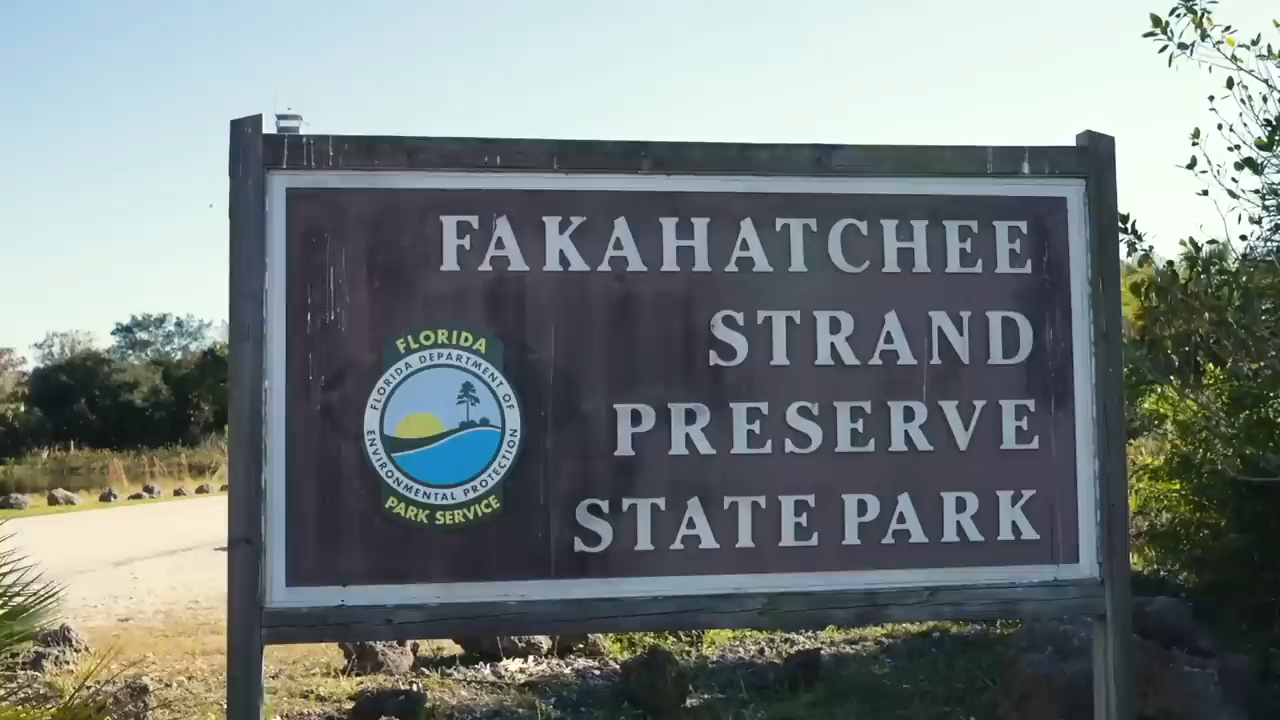 FAKAHATCHEE
STRAND
PRESERVE
STATE PARK
FLORIDA
FLORIDA DEPARTMENT OF
ENVIRONMENTAL PROTECTION
PARK SERVICE